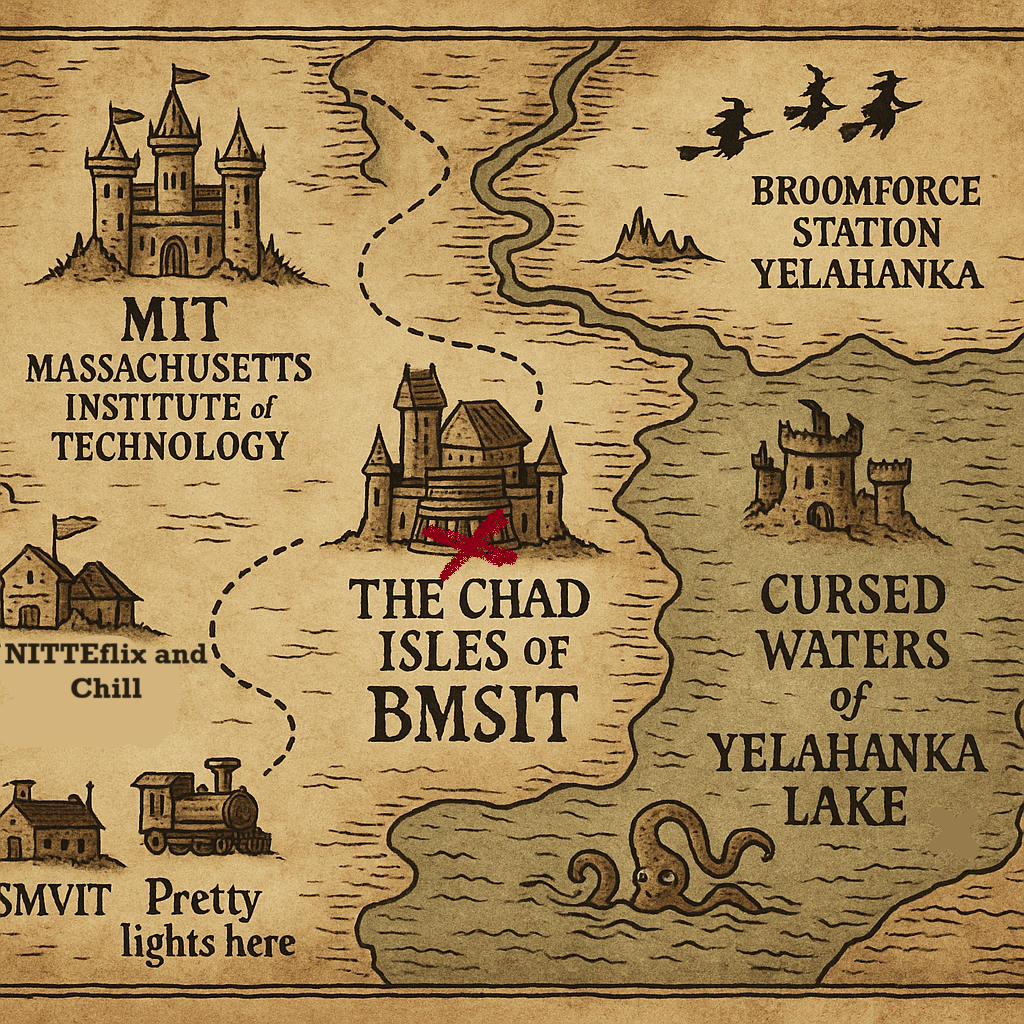 MIT
MASSACHUSETTS
INSTITUTE of
TECHNOLOGY
BROOMFORCE
STATION
YELAHANKA
THE CHAD
ISLES OF
BMSIT
CURSED
WATERS
of
YELAHANKA
LAKE
NITTEflix and
Chill
SMVIT
Pretty
lights here